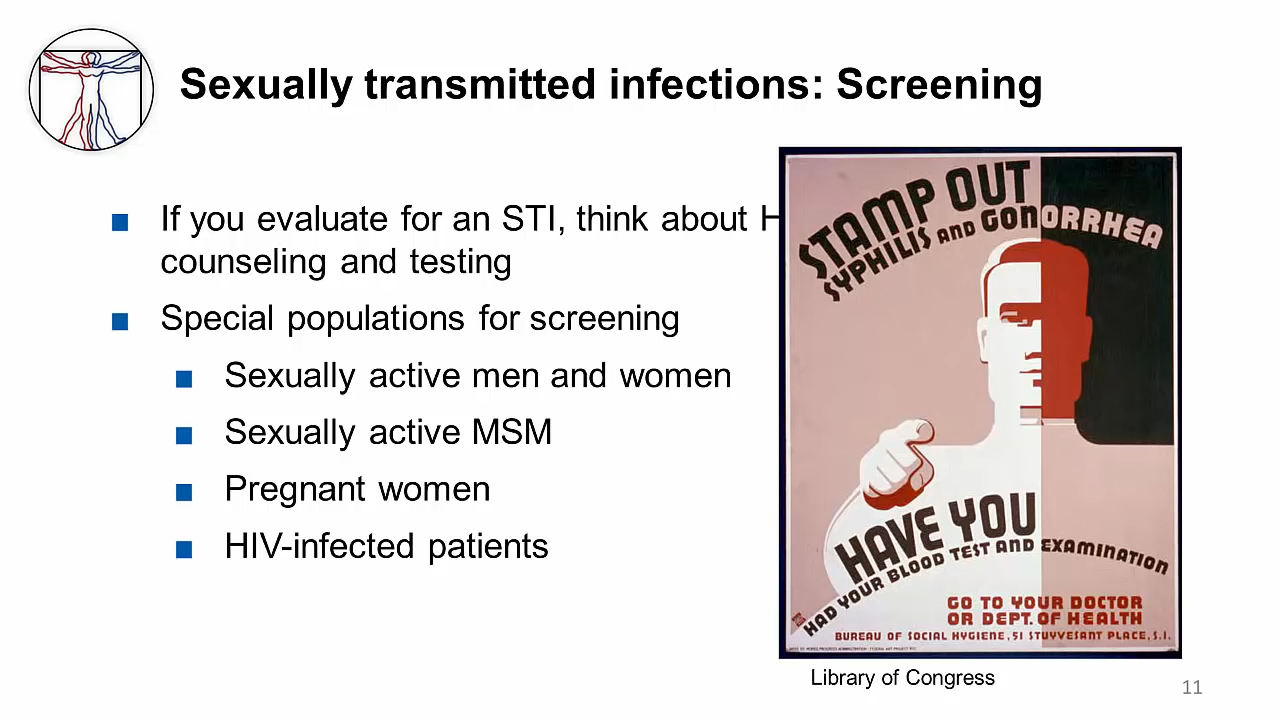 Sexually transmitted infections: Screening
If you evaluate for an STI, think about H
counseling and testing
Special populations for screening
Sexually active men and women
Sexually active MSM
Pregnant women
HIV-infected patients
STAMP OUT
SYPHILIS AND GONORRHEA
HAVE YOU
HAD YOUR BLOOD TEST AND EXAMINATION
GO TO YOUR DOCTOR
OR DEPT. OF HEALTH
BUREAU OF SOCIAL HYGIENE, 51 STUYVESANT PLACE, S.I.
Library of Congress
11